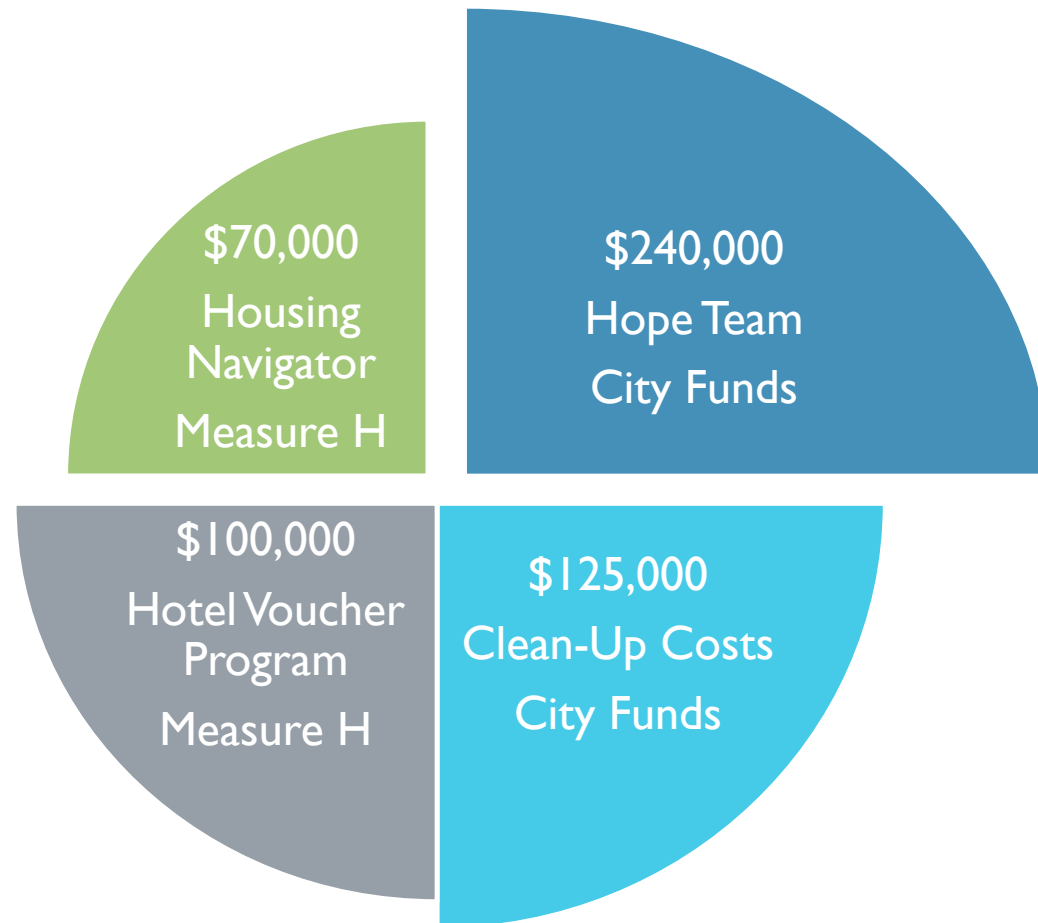 $70,000
Housing
Navigator
Measure H
$240,000
Hope Team
City Funds
$100,000
Hotel Voucher
Program
Measure H
$125,000
Clean-Up Costs
City Funds